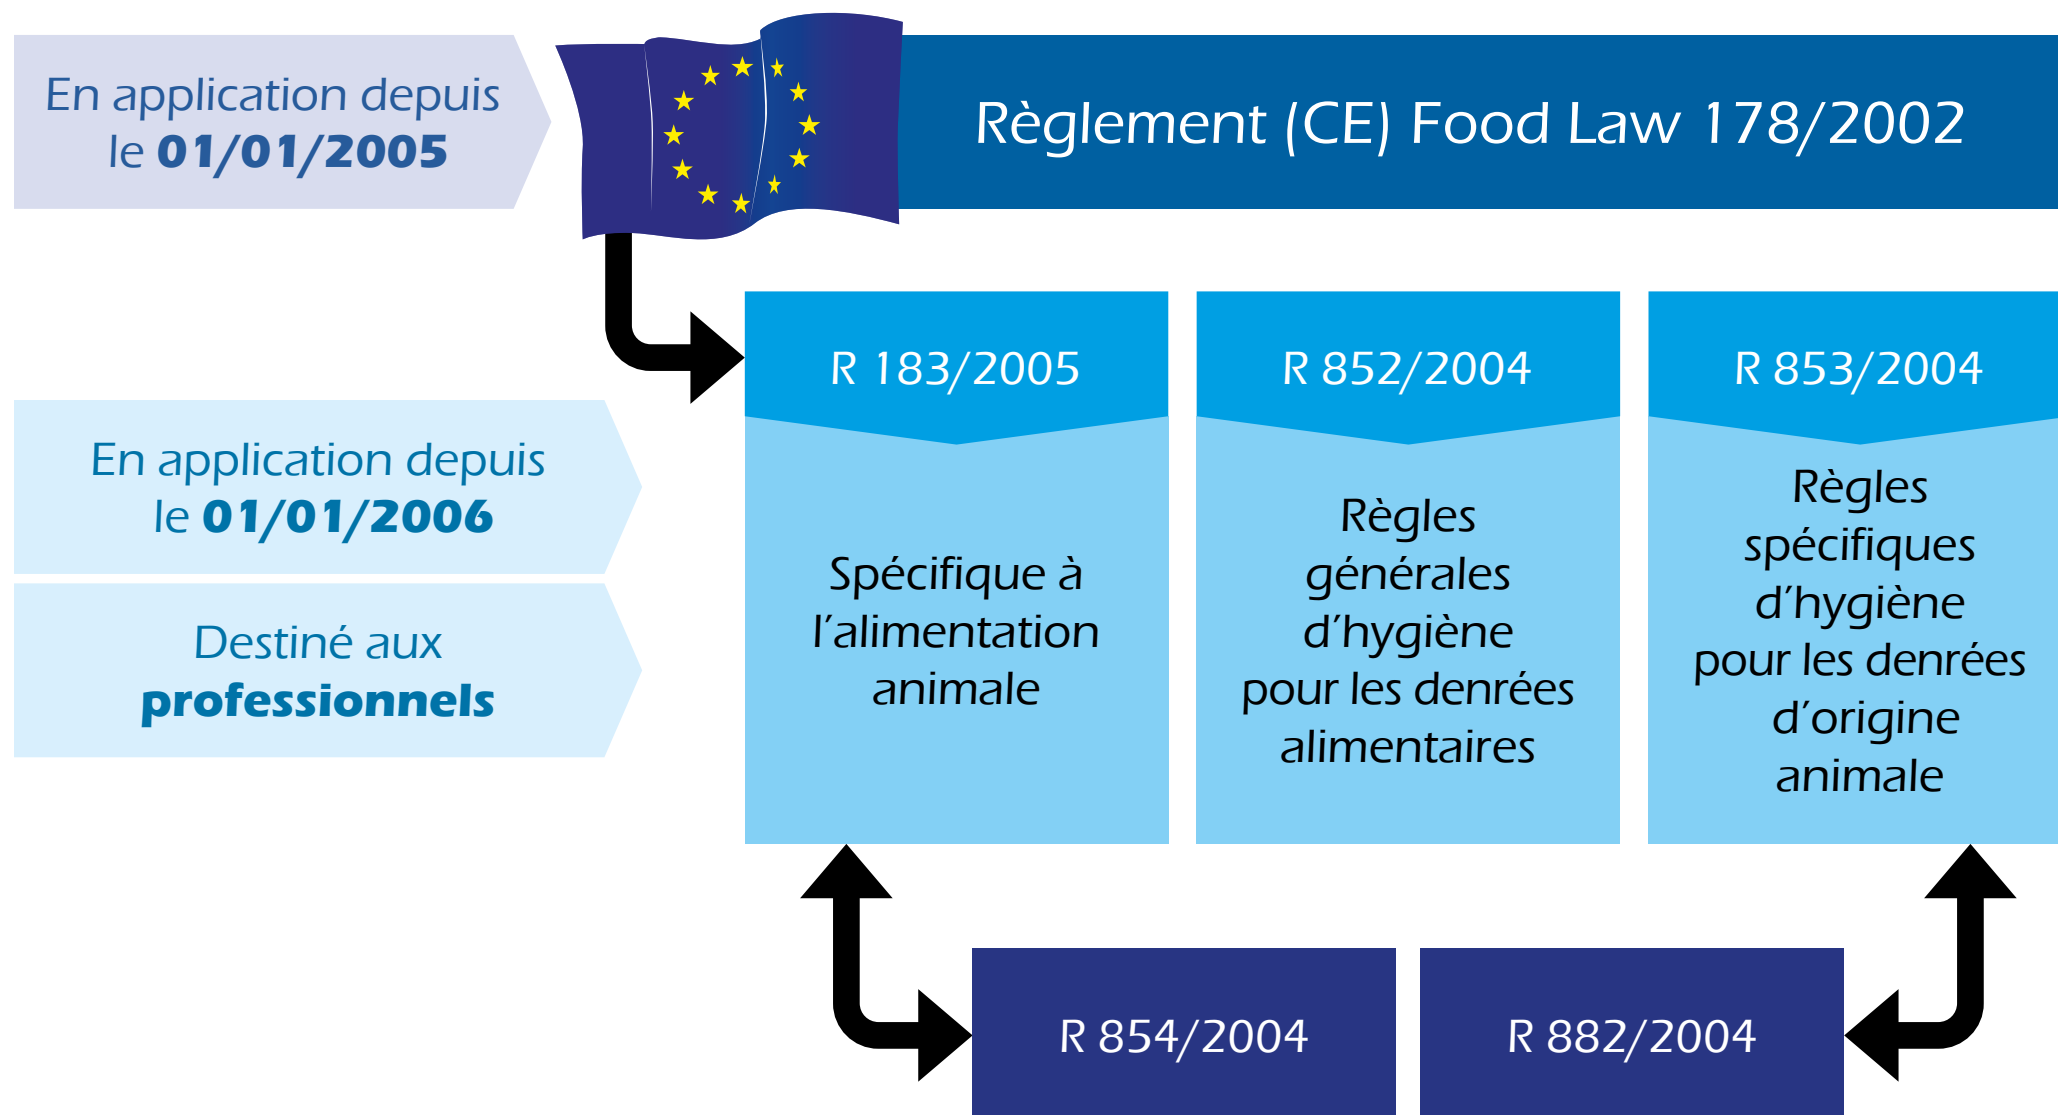 En application depuis
le 01/01/2005
Règlement (CE) Food Law 178/2002
En application depuis
le 01/01/2006
Destiné aux
professionnels
R 183/2005
Spécifique à
l'alimentation
animale
R 852/2004
Règles
générales
d'hygiène
pour les denrées
alimentaires
R 853/2004
Règles
spécifiques
d'hygiène
pour les denrées
d'origine
animale
R 854/2004
R 882/2004